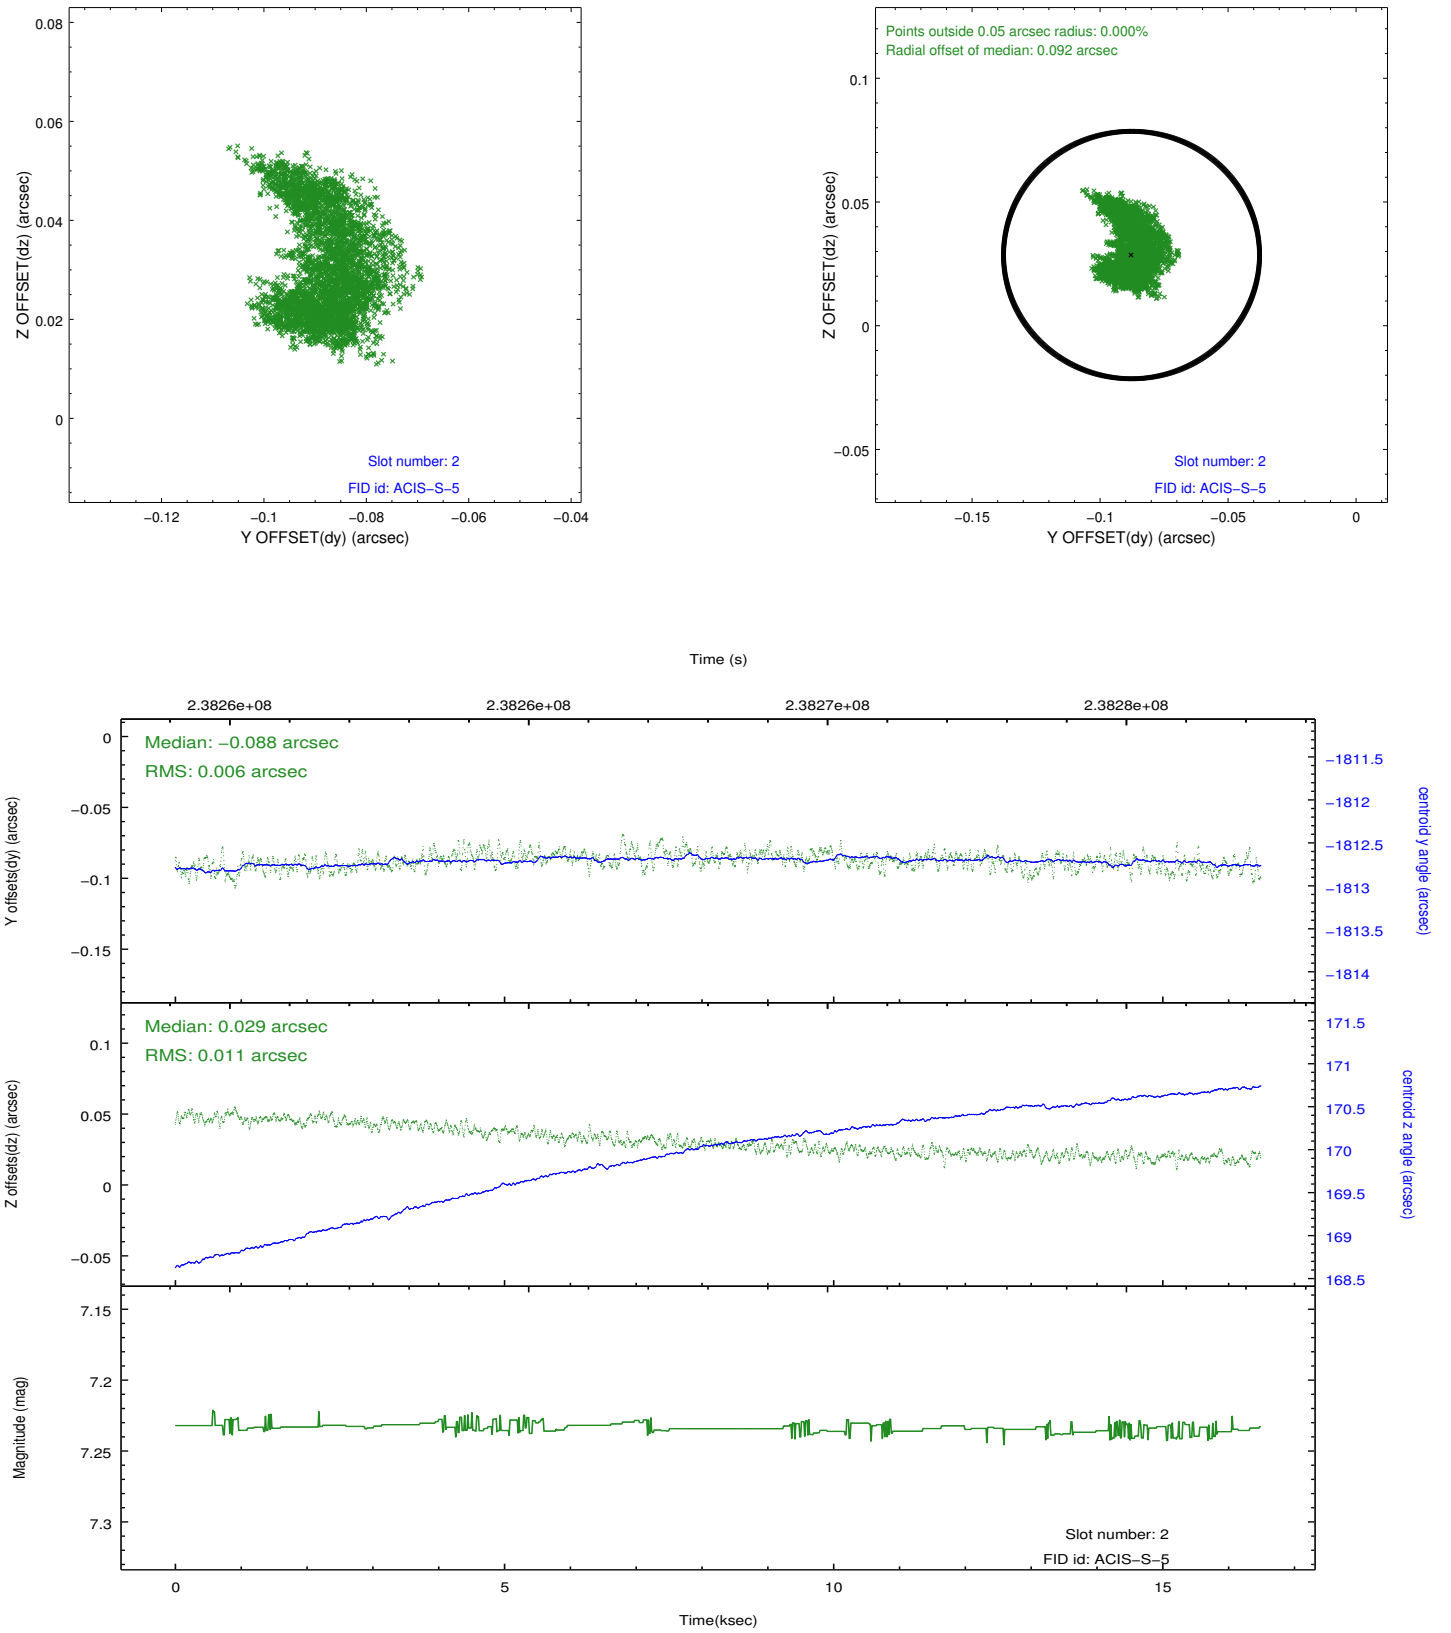 0.08
0.06
0.04
0.02
0
Z OFFSET(dz) (arcsec)
Slot number: 2
FID id: ACIS−S−5
−0.12 −0.1 −0.08 −0.06 −0.04
Y OFFSET(dy) (arcsec)
Points outside 0.05 arcsec radius: 0.000%
Radial offset of median: 0.092 arcsec
0.1
0.05
0
−0.05
Z OFFSET(dz) (arcsec)
Slot number: 2
FID id: ACIS−S−5
−0.15 −0.1 −0.05 0
Y OFFSET(dy) (arcsec)
Time (s)
2.3826e+08 2.3826e+08 2.3827e+08 2.3828e+08
Median: −0.088 arcsec
RMS: 0.006 arcsec
0
−0.05
−0.1
−0.15
Y offsets(dy) (arcsec)
−1811.5
−1812
−1812.5
−1813
−1813.5
−1814
centroid y angle (arcsec)
Median: 0.029 arcsec
RMS: 0.011 arcsec
0.1
0.05
0
−0.05
Z offsets(dz) (arcsec)
171.5
171
170.5
170
169.5
169
168.5
centroid z angle (arcsec)
7.15
7.2
7.25
7.3
Magnitude (mag)
Slot number: 2
FID id: ACIS−S−5
0 5 10 15
Time(ksec)